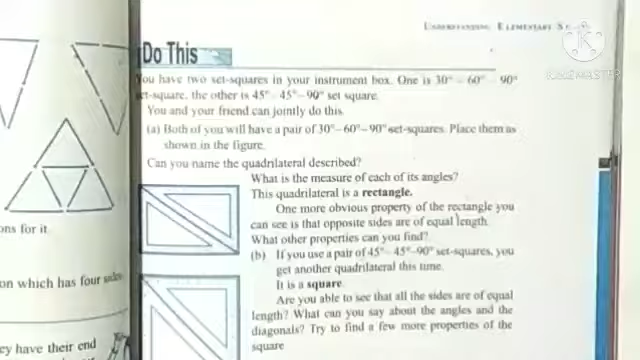 UNDERSTANDING ELEMENTARY
KINEMASTER
Do This
You have two set-squares in your instrument box. One is 30° – 60° – 90°
set-square, the other is 45°– 45°– 90° set square.
You and your friend can jointly do this.
(a) Both of you will have a pair of 30°– 60°– 90° set-squares. Place them as
shown in the figure.
Can you name the quadrilateral described?
What is the measure of each of its angles?
This quadrilateral is a rectangle.
One more obvious property of the rectangle you
can see is that opposite sides are of equal length.
What other properties can you find?
(b) If you use a pair of 45°– 45°–90° set-squares, you
get another quadrilateral this time.
It is a square.
Are you able to see that all the sides are of equal
length? What can you say about the angles and the
diagonals? Try to find a few more properties of the
square
ons for it.
on which has four sides
ey have their end